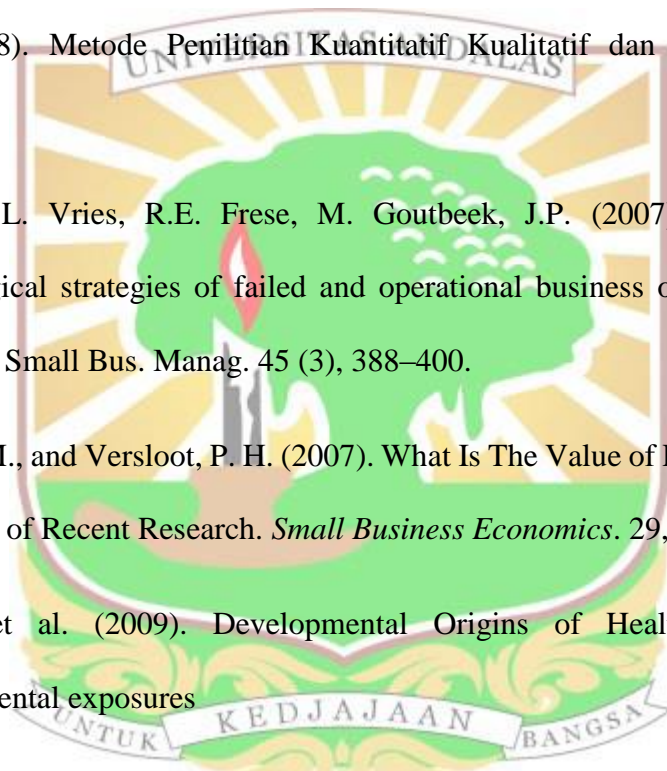 8). Metode Penilitian Kuantitatif Kualitatif dan
UNIVERSITAS ANDALAS
L. Vries, R.E. Frese, M. Goutbeek, J.P. (2007
gical strategies of failed and operational business o
Small Bus. Manag. 45 (3), 388–400.
I., and Versloot, P. H. (2007). What Is The Value of
of Recent Research. Small Business Economics. 29,
et al. (2009). Developmental Origins of Heal
ental exposures
UNTUK KEDJAJAAN BANGSA